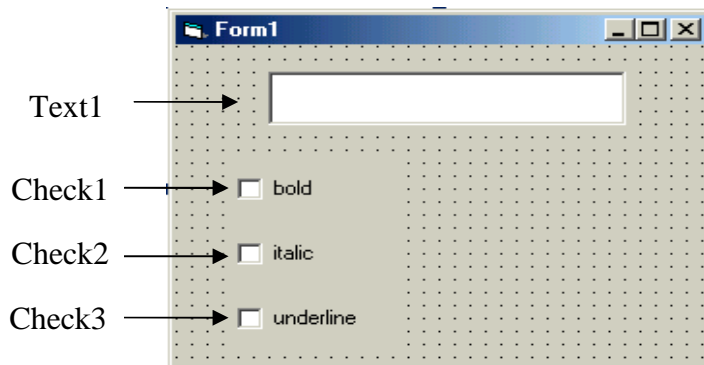 Form1
Text1
Check1
bold
Check2
italic
Check3
underline